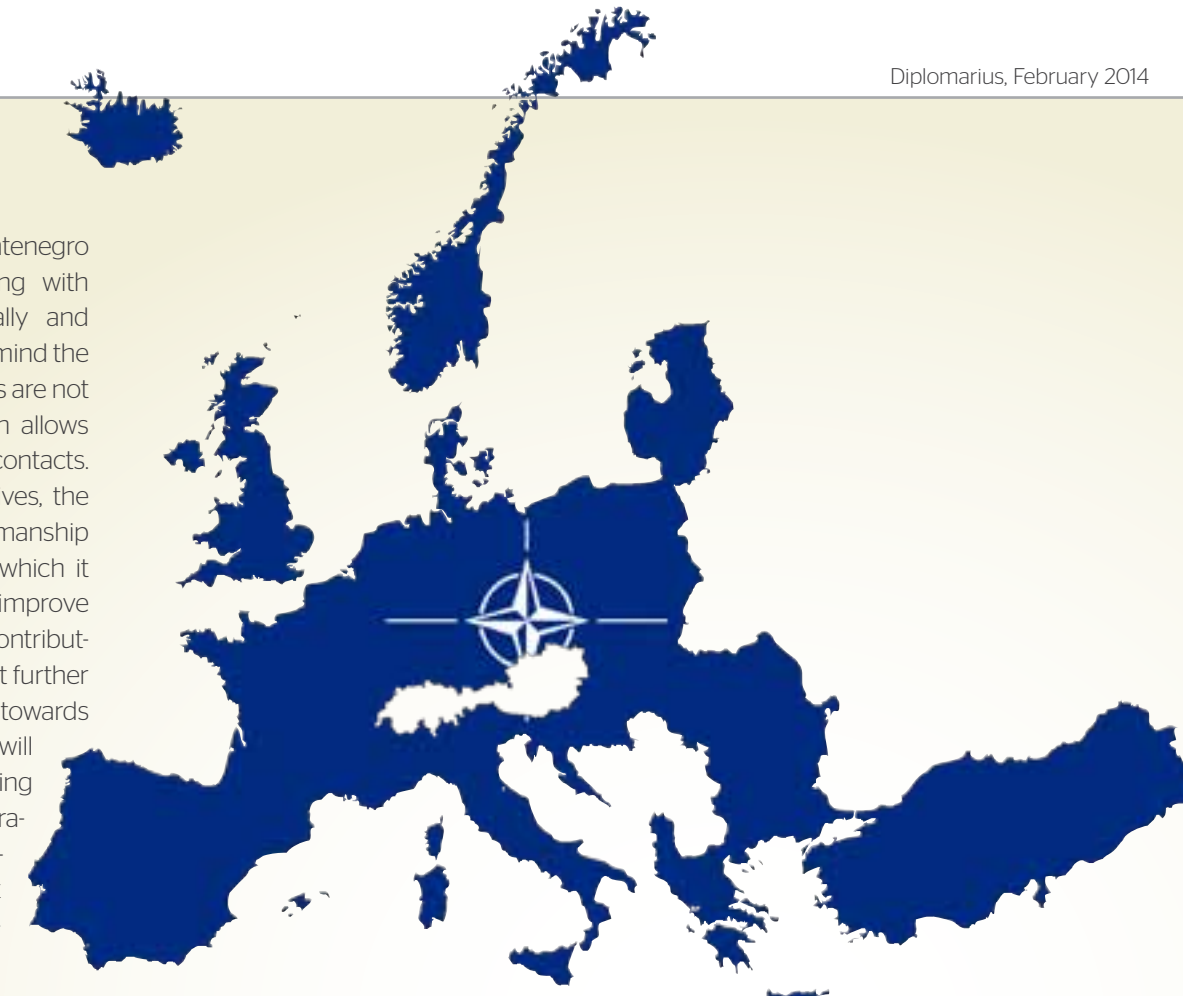 Diplomarius, February 2014
ntenegro
ng with
ally and
mind the
s are not
n allows
contacts.
ves, the
manship
which it
improve
ontribut-
t further
towards
will
ing
ra-